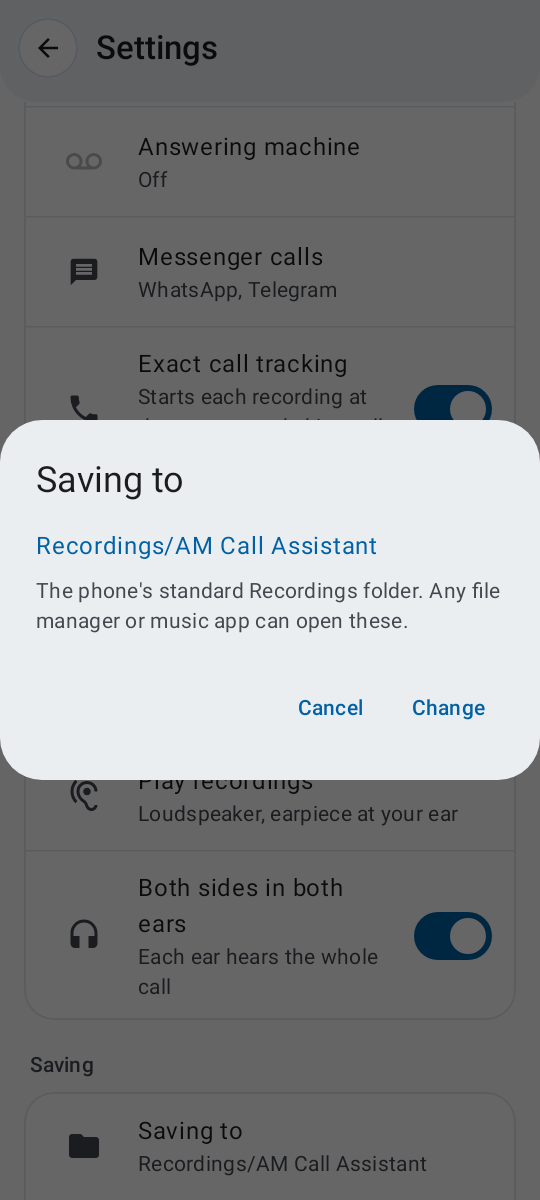 Settings
Answering machine
Off
Messenger calls
WhatsApp, Telegram
Exact call tracking
Starts each recording at
Saving to
Recordings/AM Call Assistant
The phone's standard Recordings folder. Any file
manager or music app can open these.
Cancel
Change
Play recordings
Loudspeaker, earpiece at your ear
Both sides in both
ears
Each ear hears the whole
call
Saving
Saving to
Recordings/AM Call Assistant